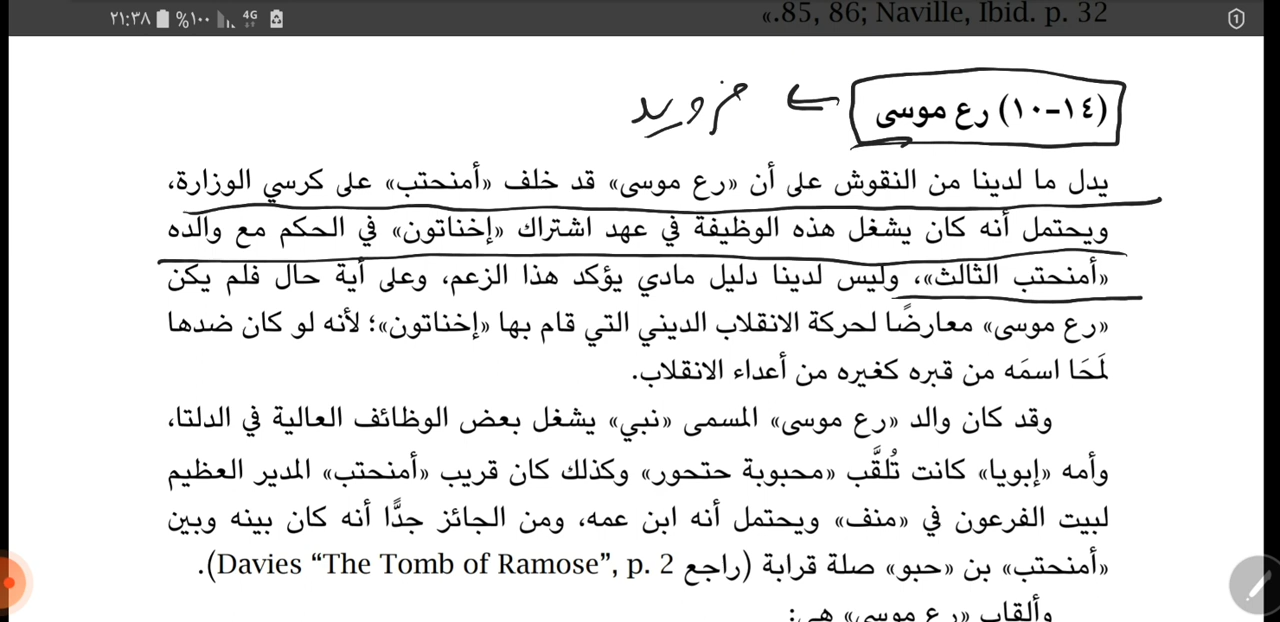 ٢١:٣٨ %١٠٠ 4G
.85, 86; Naville, Ibid. p. 32».
(١٤-١٠) رع موسى
يدل ما لدينا من النقوش على أن «رع موسى» قد خلف «أمنحتب» على كرسي الوزارة،
ويحتمل أنه كان يشغل هذه الوظيفة في عهد اشتراك «إخناتون» في الحكم مع والده
«أمنحتب الثالث»، وليس لدينا دليل مادي يؤكد هذا الزعم، وعلى أية حال فلم يكن
«رع موسى» معارضًا لحركة الانقلاب الديني التي قام بها «إخناتون»؛ لأنه لو كان ضدها
لَمَحَا اسمَه من قبره كغيره من أعداء الانقلاب.
وقد كان والد «رع موسى» المسمى «نبي» يشغل بعض الوظائف العالية في الدلتا،
وأمه «إبويا» كانت تُلقَّب «محبوبة حتحور» وكذلك كان قريب «أمنحتب» المدير العظيم
لبيت الفرعون في «منف» ويحتمل أنه ابن عمه، ومن الجائز جدًّا أنه كان بينه وبين
«أمنحتب» بن «حبو» صلة قرابة (راجع Davies “The Tomb of Ramose”, p. 2).
وألقاب «رع موسى» هي: